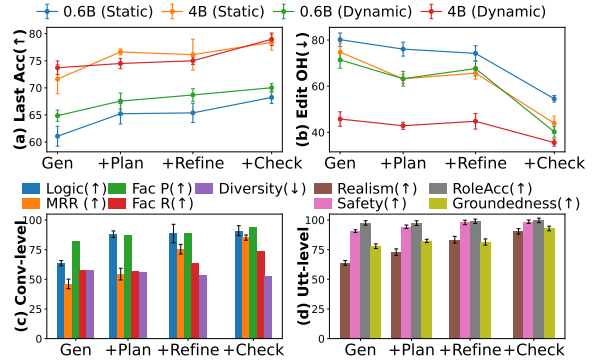 0.6B (Static) 4B (Static) 0.6B (Dynamic) 4B (Dynamic)
(a) Last Acc(↑)
80
75
70
65
60
Gen +Plan +Refine +Check
(b) Edit OH(↓)
80
60
40
Gen +Plan +Refine +Check
Logic(↑) Fac P(↑) Diversity(↓)
MRR (↑) Fac R(↑)
Realism(↑) RoleAcc(↑)
Safety(↑) Groundedness(↑)
(c) Conv-level
100
75
50
25
0
Gen +Plan +Refine +Check
(d) Utt-level
100
75
50
25
0
Gen +Plan +Refine +Check